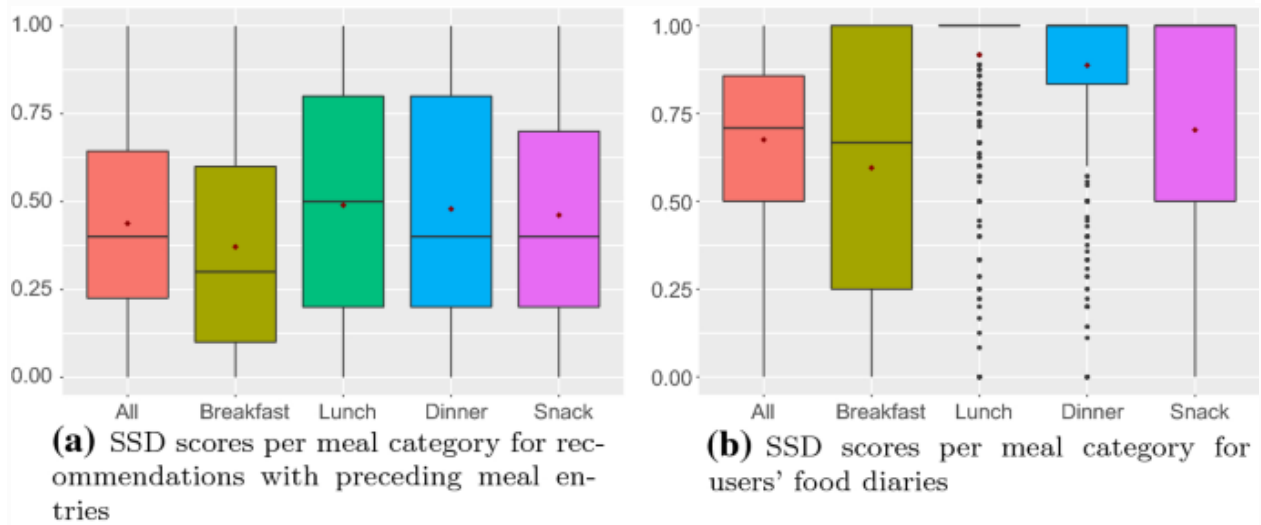 1.00
0.75
0.50
0.25
0.00
All Breakfast Lunch Dinner Snack
(a) SSD scores per meal category for rec-
ommendations with preceding meal en-
tries
1.00
0.75
0.50
0.25
0.00
All Breakfast Lunch Dinner Snack
(b) SSD scores per meal category for
users' food diaries